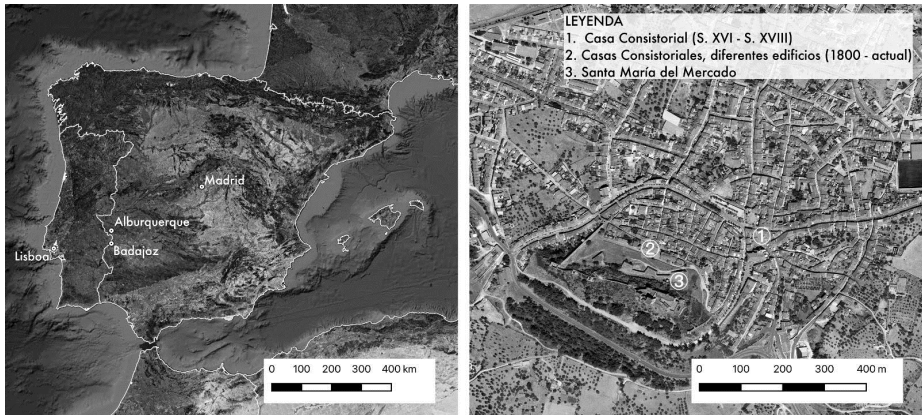 Madrid
Alburquerque
Lisboa
Badajoz
0 100 200 300 400 km
LEYENDA
1. Casa Consistorial (S. XVI - S. XVIII)
2. Casas Consistoriales, diferentes edificios (1800 - actual)
3. Santa María del Mercado
1
2
3
0 100 200 300 400 m